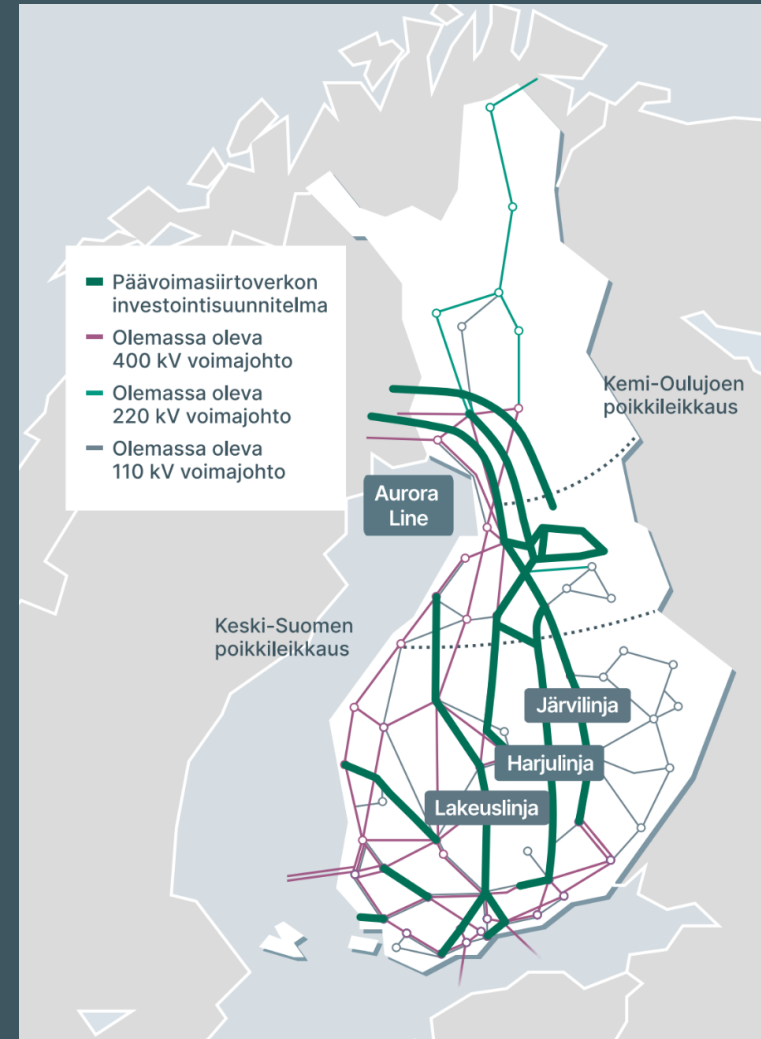 Päävoimasiirtoverkon
investointisuunnitelma
Olemassa oleva
400 kV voimajohto
Olemassa oleva
220 kV voimajohto
Olemassa oleva
110 kV voimajohto
Kemi-Oulujoen
poikkileikkaus
Aurora
Line
Keski-Suomen
poikkileikkaus
Järvilinja
Harjulinja
Lakeuslinja